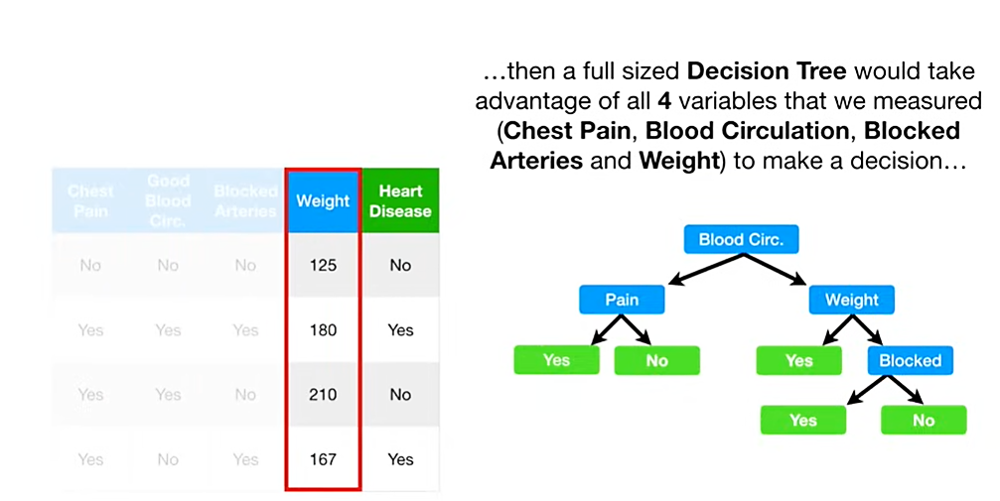 ...then a full sized Decision Tree would take
advantage of all 4 variables that we measured
(Chest Pain, Blood Circulation, Blocked
Arteries and Weight) to make a decision...
Chest Pain Good Blood Circ. Blocked Arteries Weight Heart Disease
No No No 125 No
Yes Yes Yes 180 Yes
Yes Yes No 210 No
Yes No Yes 167 Yes
Blood Circ.
Pain Weight
Yes No Yes Blocked
Yes No